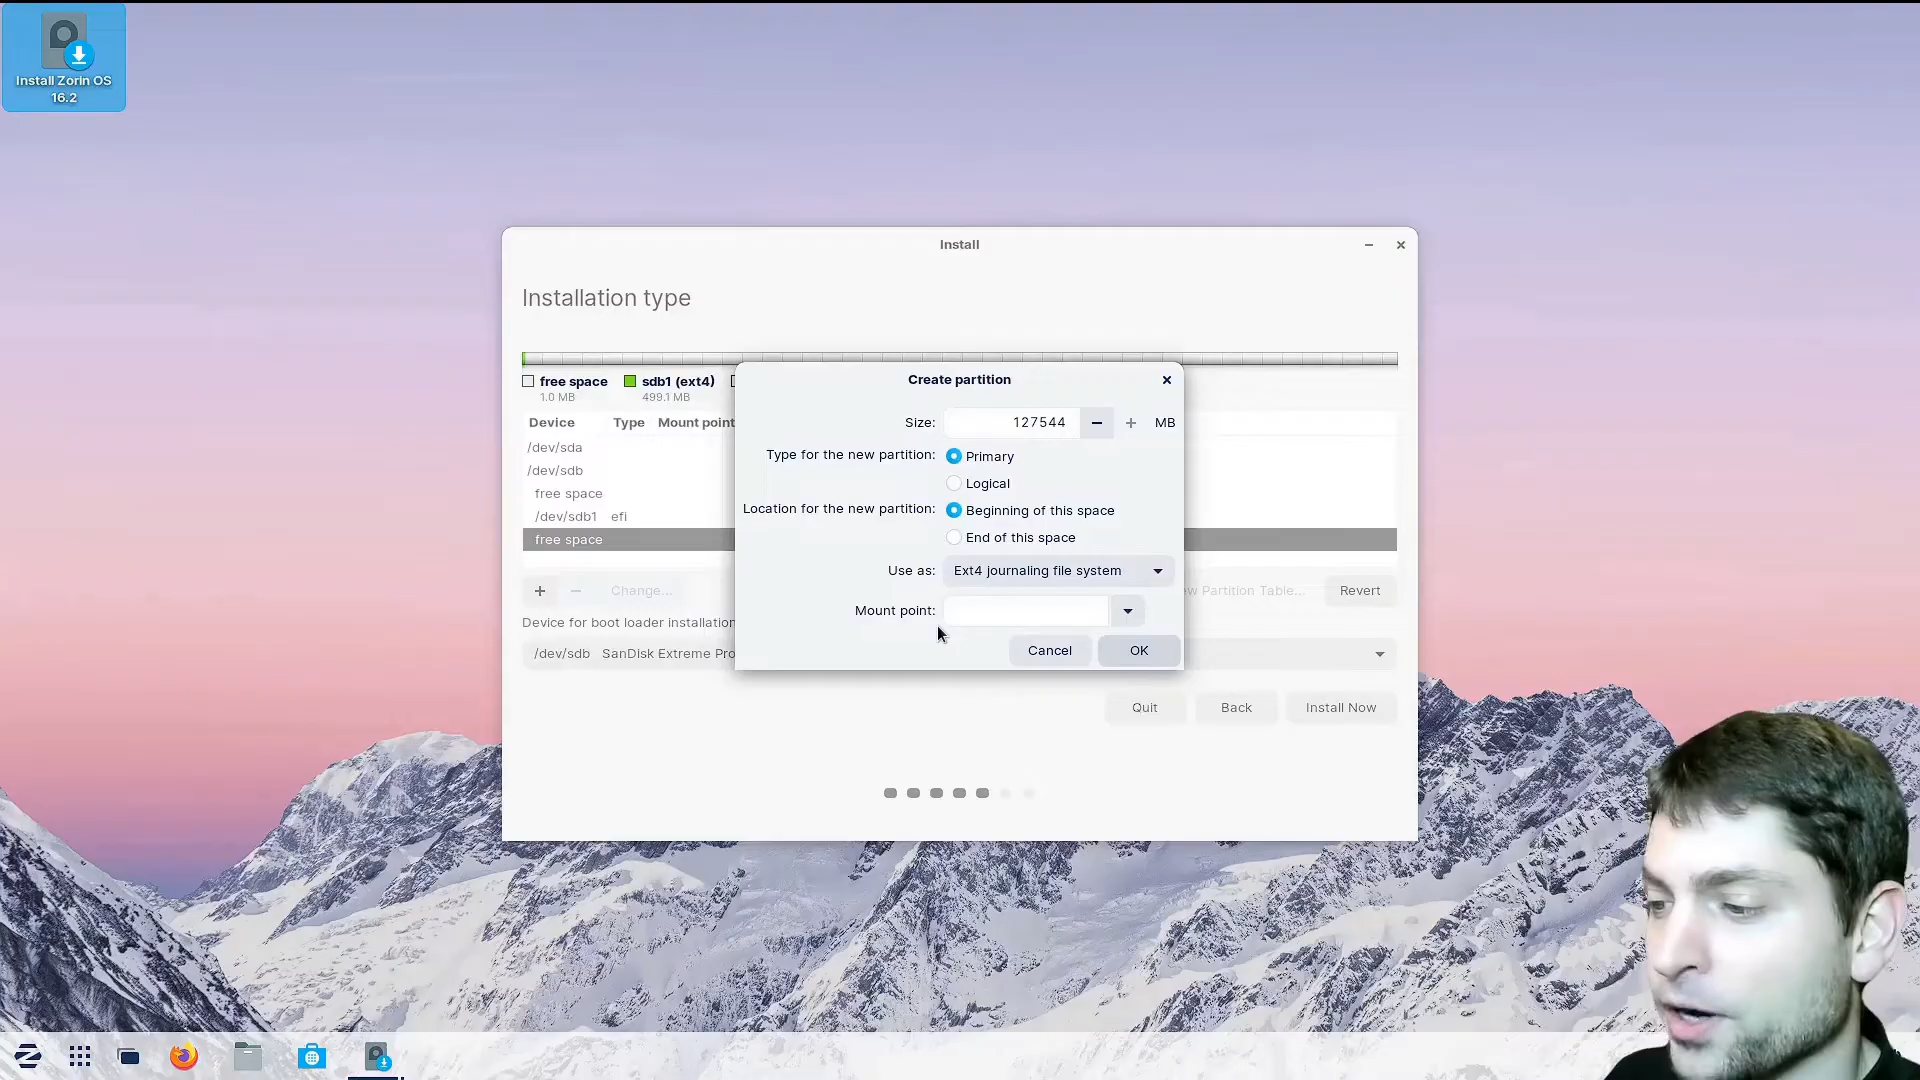 Install Zorin OS
16.2
Install
Installation type
free space
1.0 MB
sdb1 (ext4)
499.1 MB
Device Type Mount point
/dev/sda
/dev/sdb
free space
/dev/sdb1 efi
free space
Change...
Partition Table...
Revert
Device for boot loader installation
/dev/sdb SanDisk Extreme Pro
Quit
Back
Install Now
Create partition
Size: 127544 MB
Type for the new partition: Primary
Logical
Location for the new partition: Beginning of this space
End of this space
Use as: Ext4 journaling file system
Mount point:
Cancel
OK